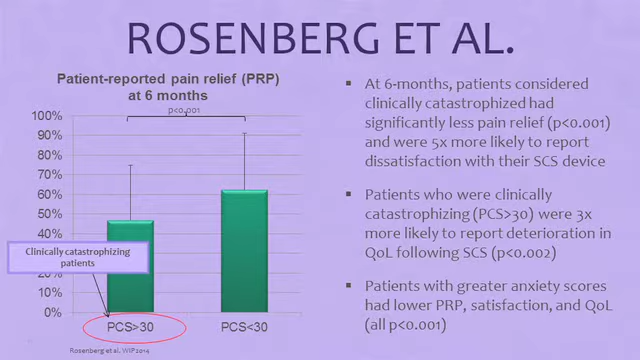 ROSENBERG ET AL.
Patient-reported pain relief (PRP)
at 6 months
p<0.001
100%
90%
80%
70%
60%
50%
40%
20%
10%
0%
Clinically catastrophizing
patients
PCS>30
PCS<30
Rosenberg et al. WIP2014
▪ At 6-months, patients considered
clinically catastrophized had
significantly less pain relief (p<0.001)
and were 5x more likely to report
dissatisfaction with their SCS device
▪ Patients who were clinically
catastrophizing (PCS>30) were 3x
more likely to report deterioration in
QoL following SCS (p<0.002)
▪ Patients with greater anxiety scores
had lower PRP, satisfaction, and QoL
(all p<0.001)